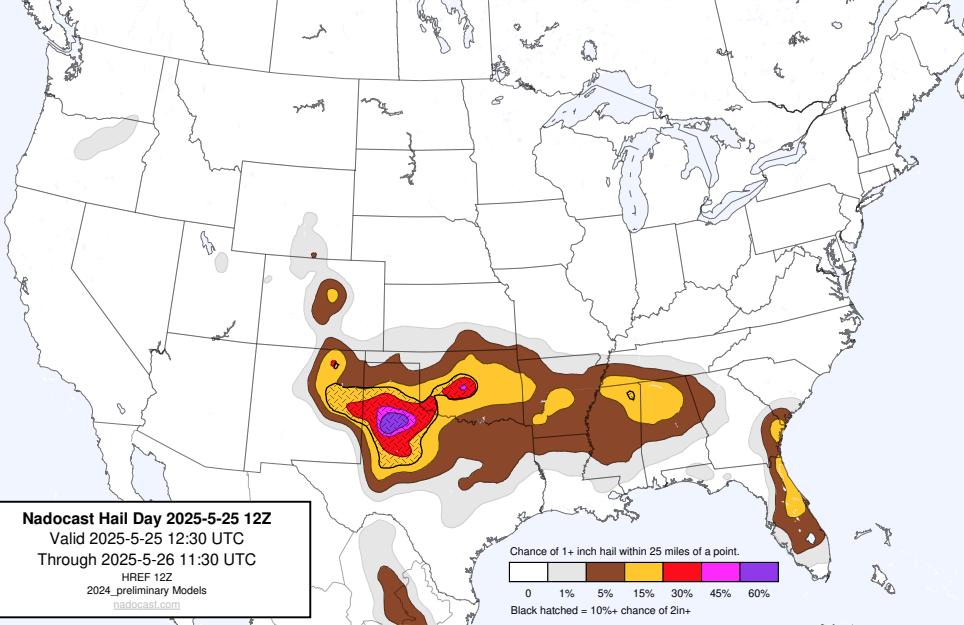 Nadocast Hail Day 2025-5-25 12Z
Valid 2025-5-25 12:30 UTC
Through 2025-5-26 11:30 UTC
HREF 12Z
2024_preliminary Models
nadocast.com
Chance of 1+ inch hail within 25 miles of a point.
0 1% 5% 15% 30% 45% 60%
Black hatched = 10%+ chance of 2in+